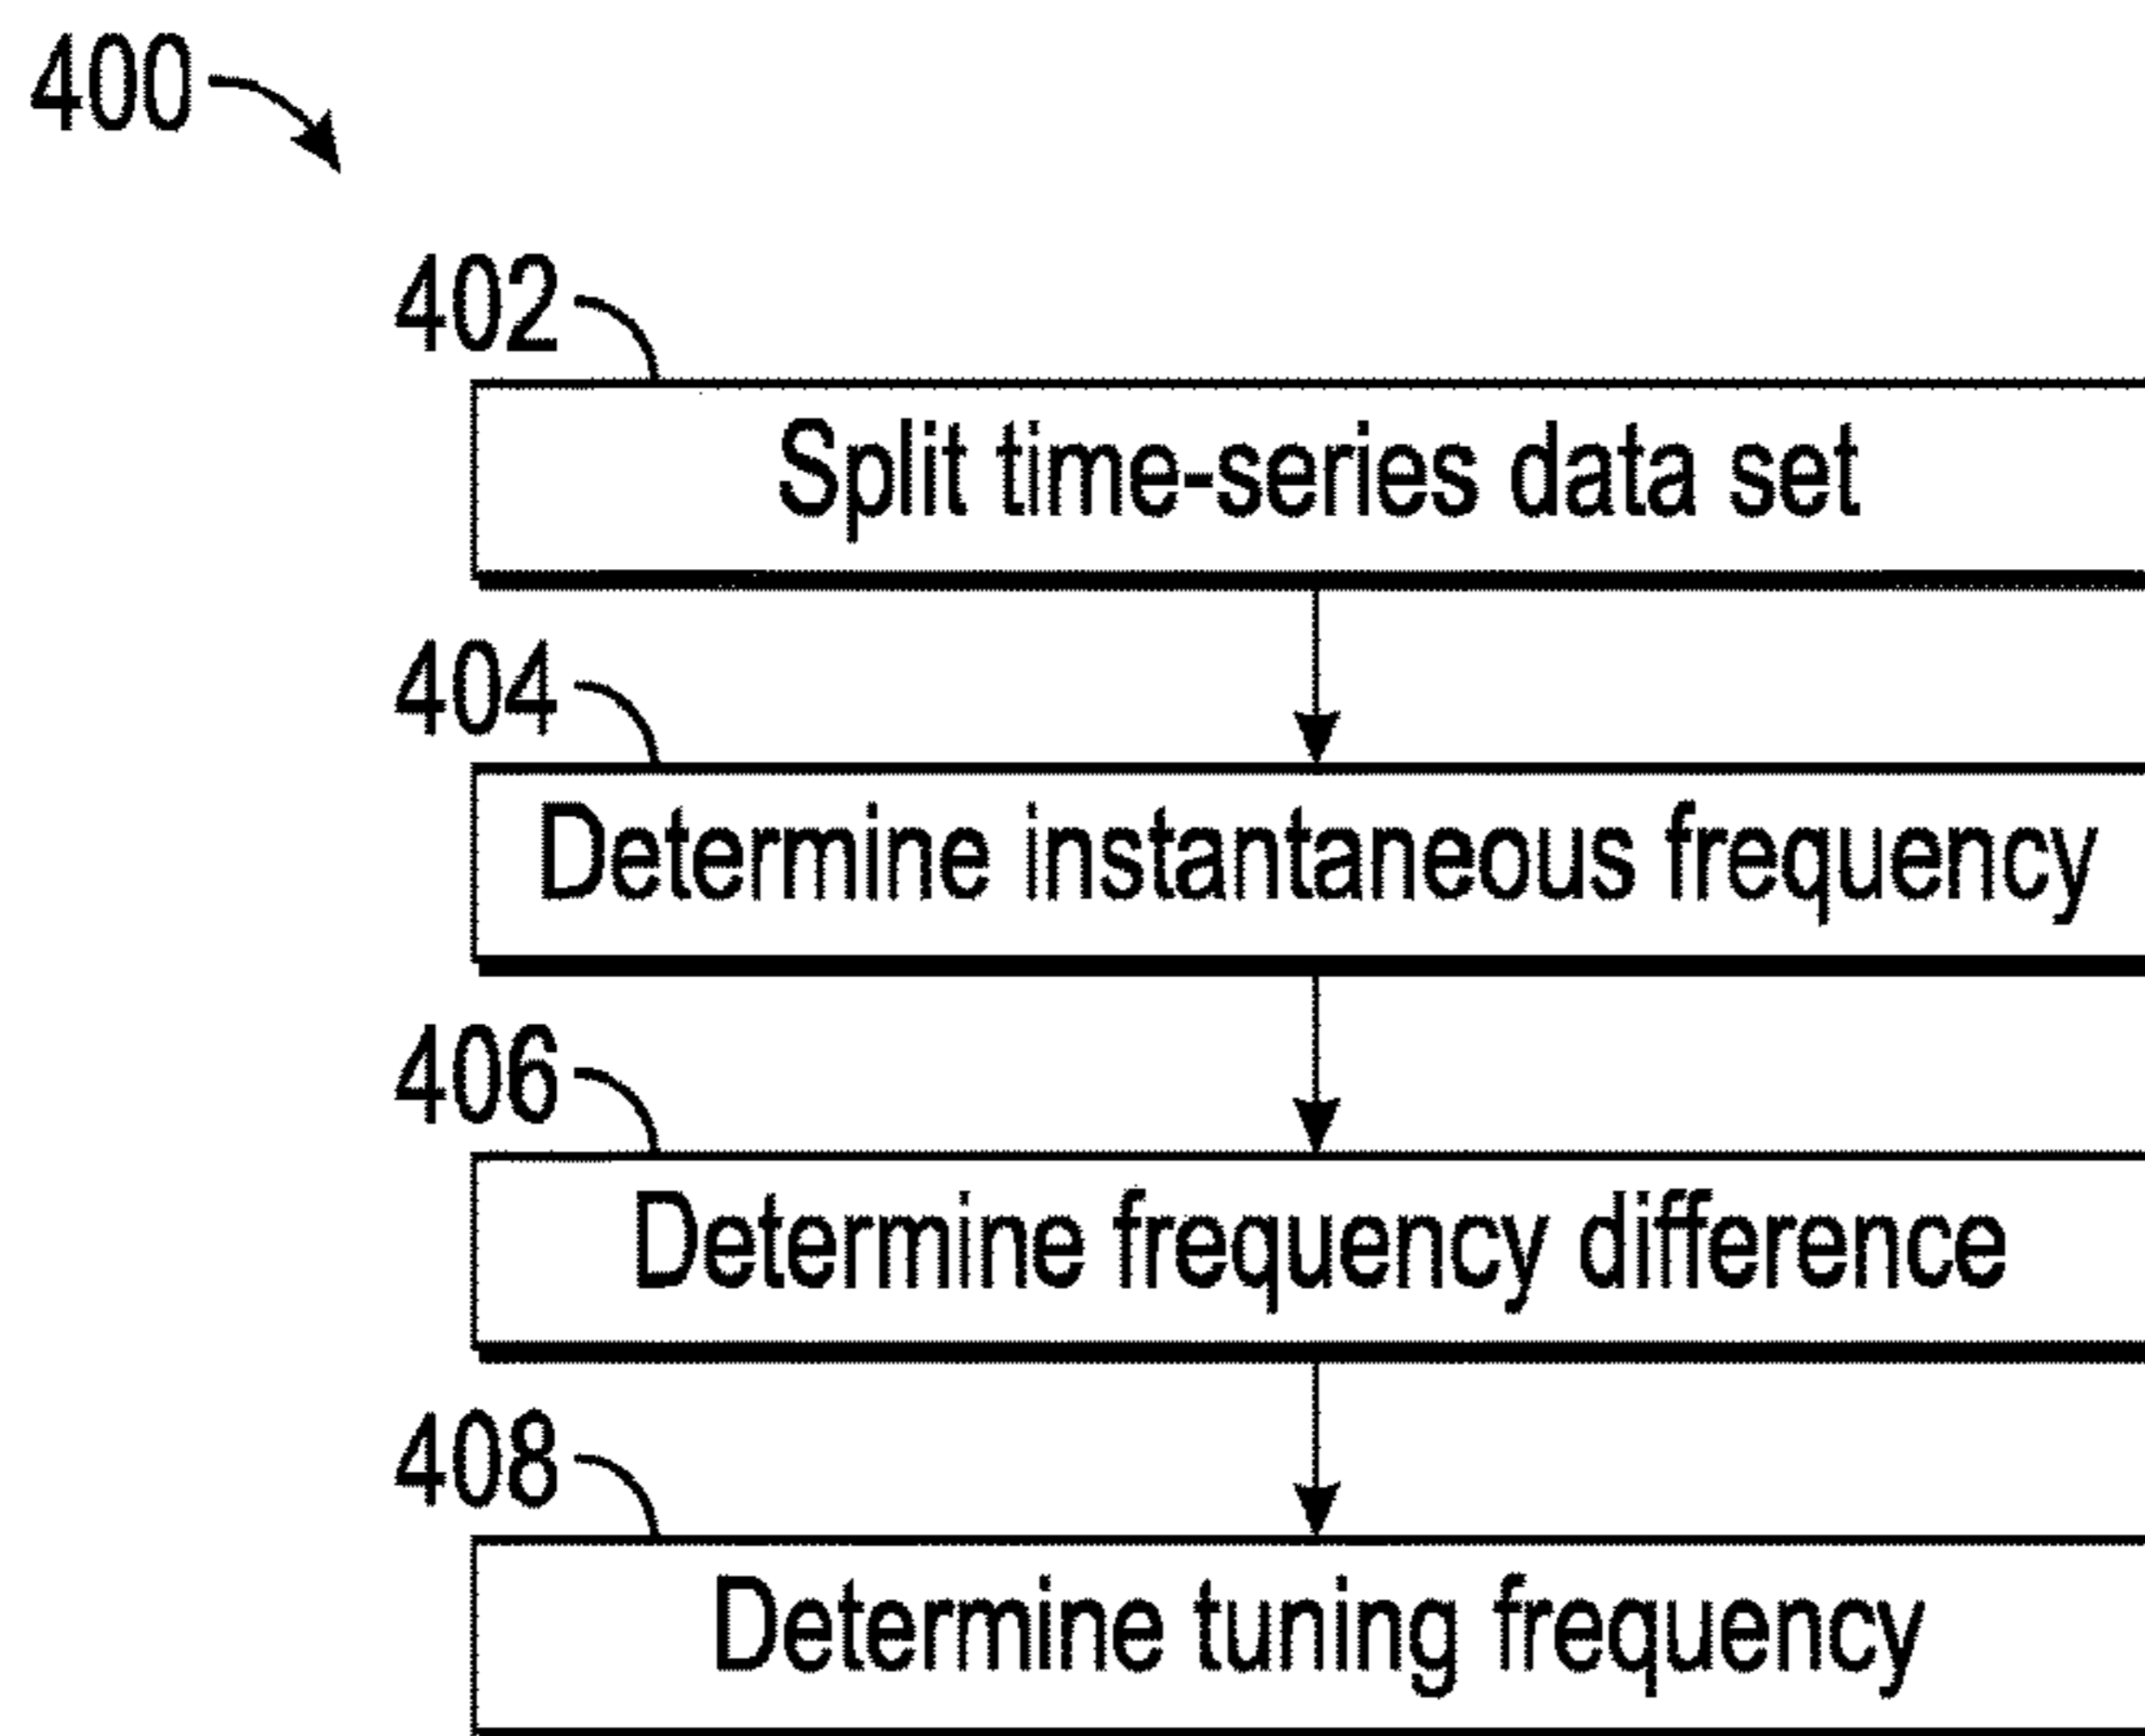 400
402
Split time-series data set
404
Determine instantaneous frequency
406
Determine frequency difference
408
Determine tuning frequency